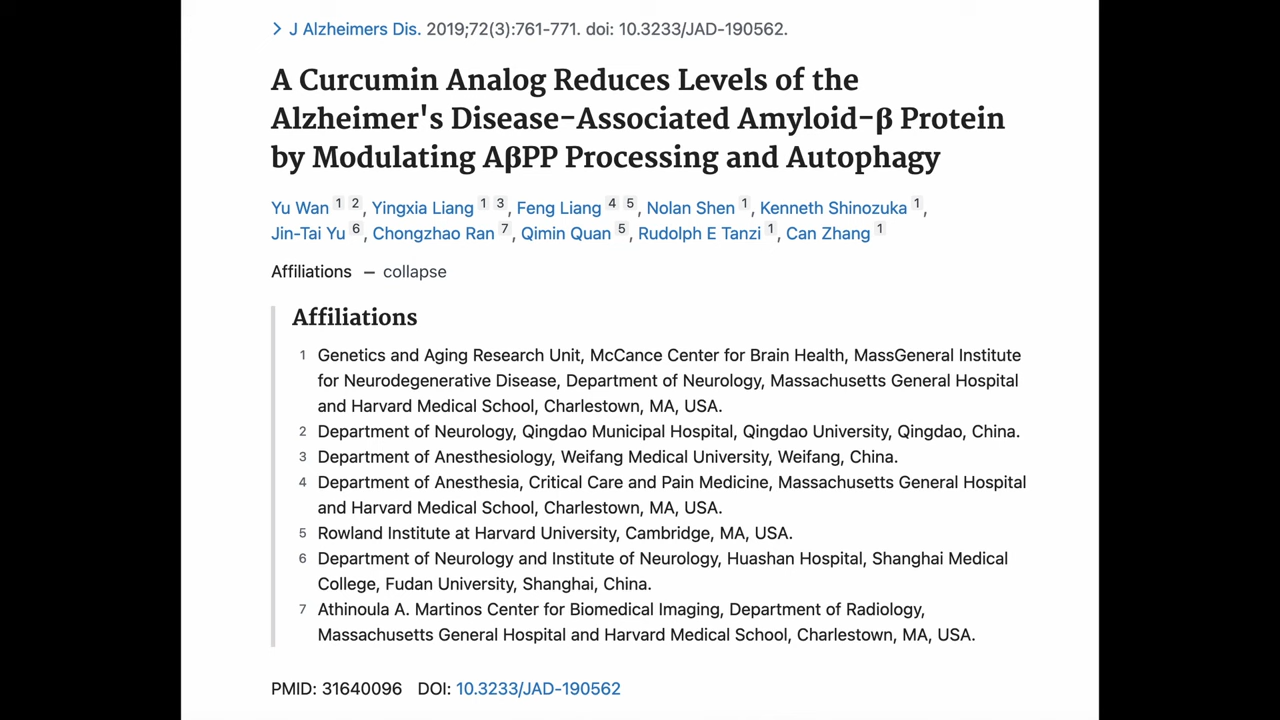 > J Alzheimers Dis. 2019;72(3):761-771. doi: 10.3233/JAD-190562.
A Curcumin Analog Reduces Levels of the
Alzheimer's Disease-Associated Amyloid-β Protein
by Modulating AβPP Processing and Autophagy
Yu Wan 1 2, Yingxia Liang 1 3, Feng Liang 4 5, Nolan Shen 1, Kenneth Shinozuka 1,
Jin-Tai Yu 6, Chongzhao Ran 7, Qimin Quan 5, Rudolph E Tanzi 1, Can Zhang 1
Affiliations — collapse
Affiliations
1 Genetics and Aging Research Unit, McCance Center for Brain Health, MassGeneral Institute
for Neurodegenerative Disease, Department of Neurology, Massachusetts General Hospital
and Harvard Medical School, Charlestown, MA, USA.
2 Department of Neurology, Qingdao Municipal Hospital, Qingdao University, Qingdao, China.
3 Department of Anesthesiology, Weifang Medical University, Weifang, China.
4 Department of Anesthesia, Critical Care and Pain Medicine, Massachusetts General Hospital
and Harvard Medical School, Charlestown, MA, USA.
5 Rowland Institute at Harvard University, Cambridge, MA, USA.
6 Department of Neurology and Institute of Neurology, Huashan Hospital, Shanghai Medical
College, Fudan University, Shanghai, China.
7 Athinoula A. Martinos Center for Biomedical Imaging, Department of Radiology,
Massachusetts General Hospital and Harvard Medical School, Charlestown, MA, USA.
PMID: 31640096 DOI: 10.3233/JAD-190562